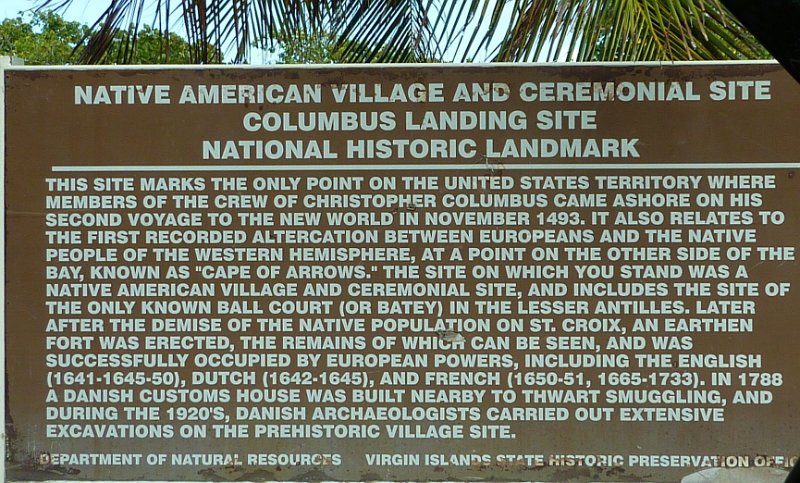 NATIVE AMERICAN VILLAGE AND CEREMONIAL SITE
COLUMBUS LANDING SITE
NATIONAL HISTORIC LANDMARK
THIS SITE MARKS THE ONLY POINT ON THE UNITED STATES TERRITORY WHERE
MEMBERS OF THE CREW OF CHRISTOPHER COLUMBUS CAME ASHORE ON HIS
SECOND VOYAGE TO THE NEW WORLD IN NOVEMBER 1493. IT ALSO RELATES TO
THE FIRST RECORDED ALTERCATION BETWEEN EUROPEANS AND THE NATIVE
PEOPLE OF THE WESTERN HEMISPHERE, AT A POINT ON THE OTHER SIDE OF THE
BAY, KNOWN AS "CAPE OF ARROWS." THE SITE ON WHICH YOU STAND WAS A
NATIVE AMERICAN VILLAGE AND CEREMONIAL SITE, AND INCLUDES THE SITE OF
THE ONLY KNOWN BALL COURT (OR BATEY) IN THE LESSER ANTILLES. LATER
AFTER THE DEMISE OF THE NATIVE POPULATION ON ST. CROIX, AN EARTHEN
FORT WAS ERECTED, THE REMAINS OF WHICH CAN BE SEEN, AND WAS
SUCCESSFULLY OCCUPIED BY EUROPEAN POWERS, INCLUDING THE ENGLISH
(1641-1645-50), DUTCH (1642-1645), AND FRENCH (1650-51, 1665-1733). IN 1788
A DANISH CUSTOMS HOUSE WAS BUILT NEARBY TO THWART SMUGGLING, AND
DURING THE 1920'S, DANISH ARCHAEOLOGISTS CARRIED OUT EXTENSIVE
EXCAVATIONS ON THE PREHISTORIC VILLAGE SITE.
DEPARTMENT OF NATURAL RESOURCES VIRGIN ISLANDS STATE HISTORIC PRESERVATION OFFIC